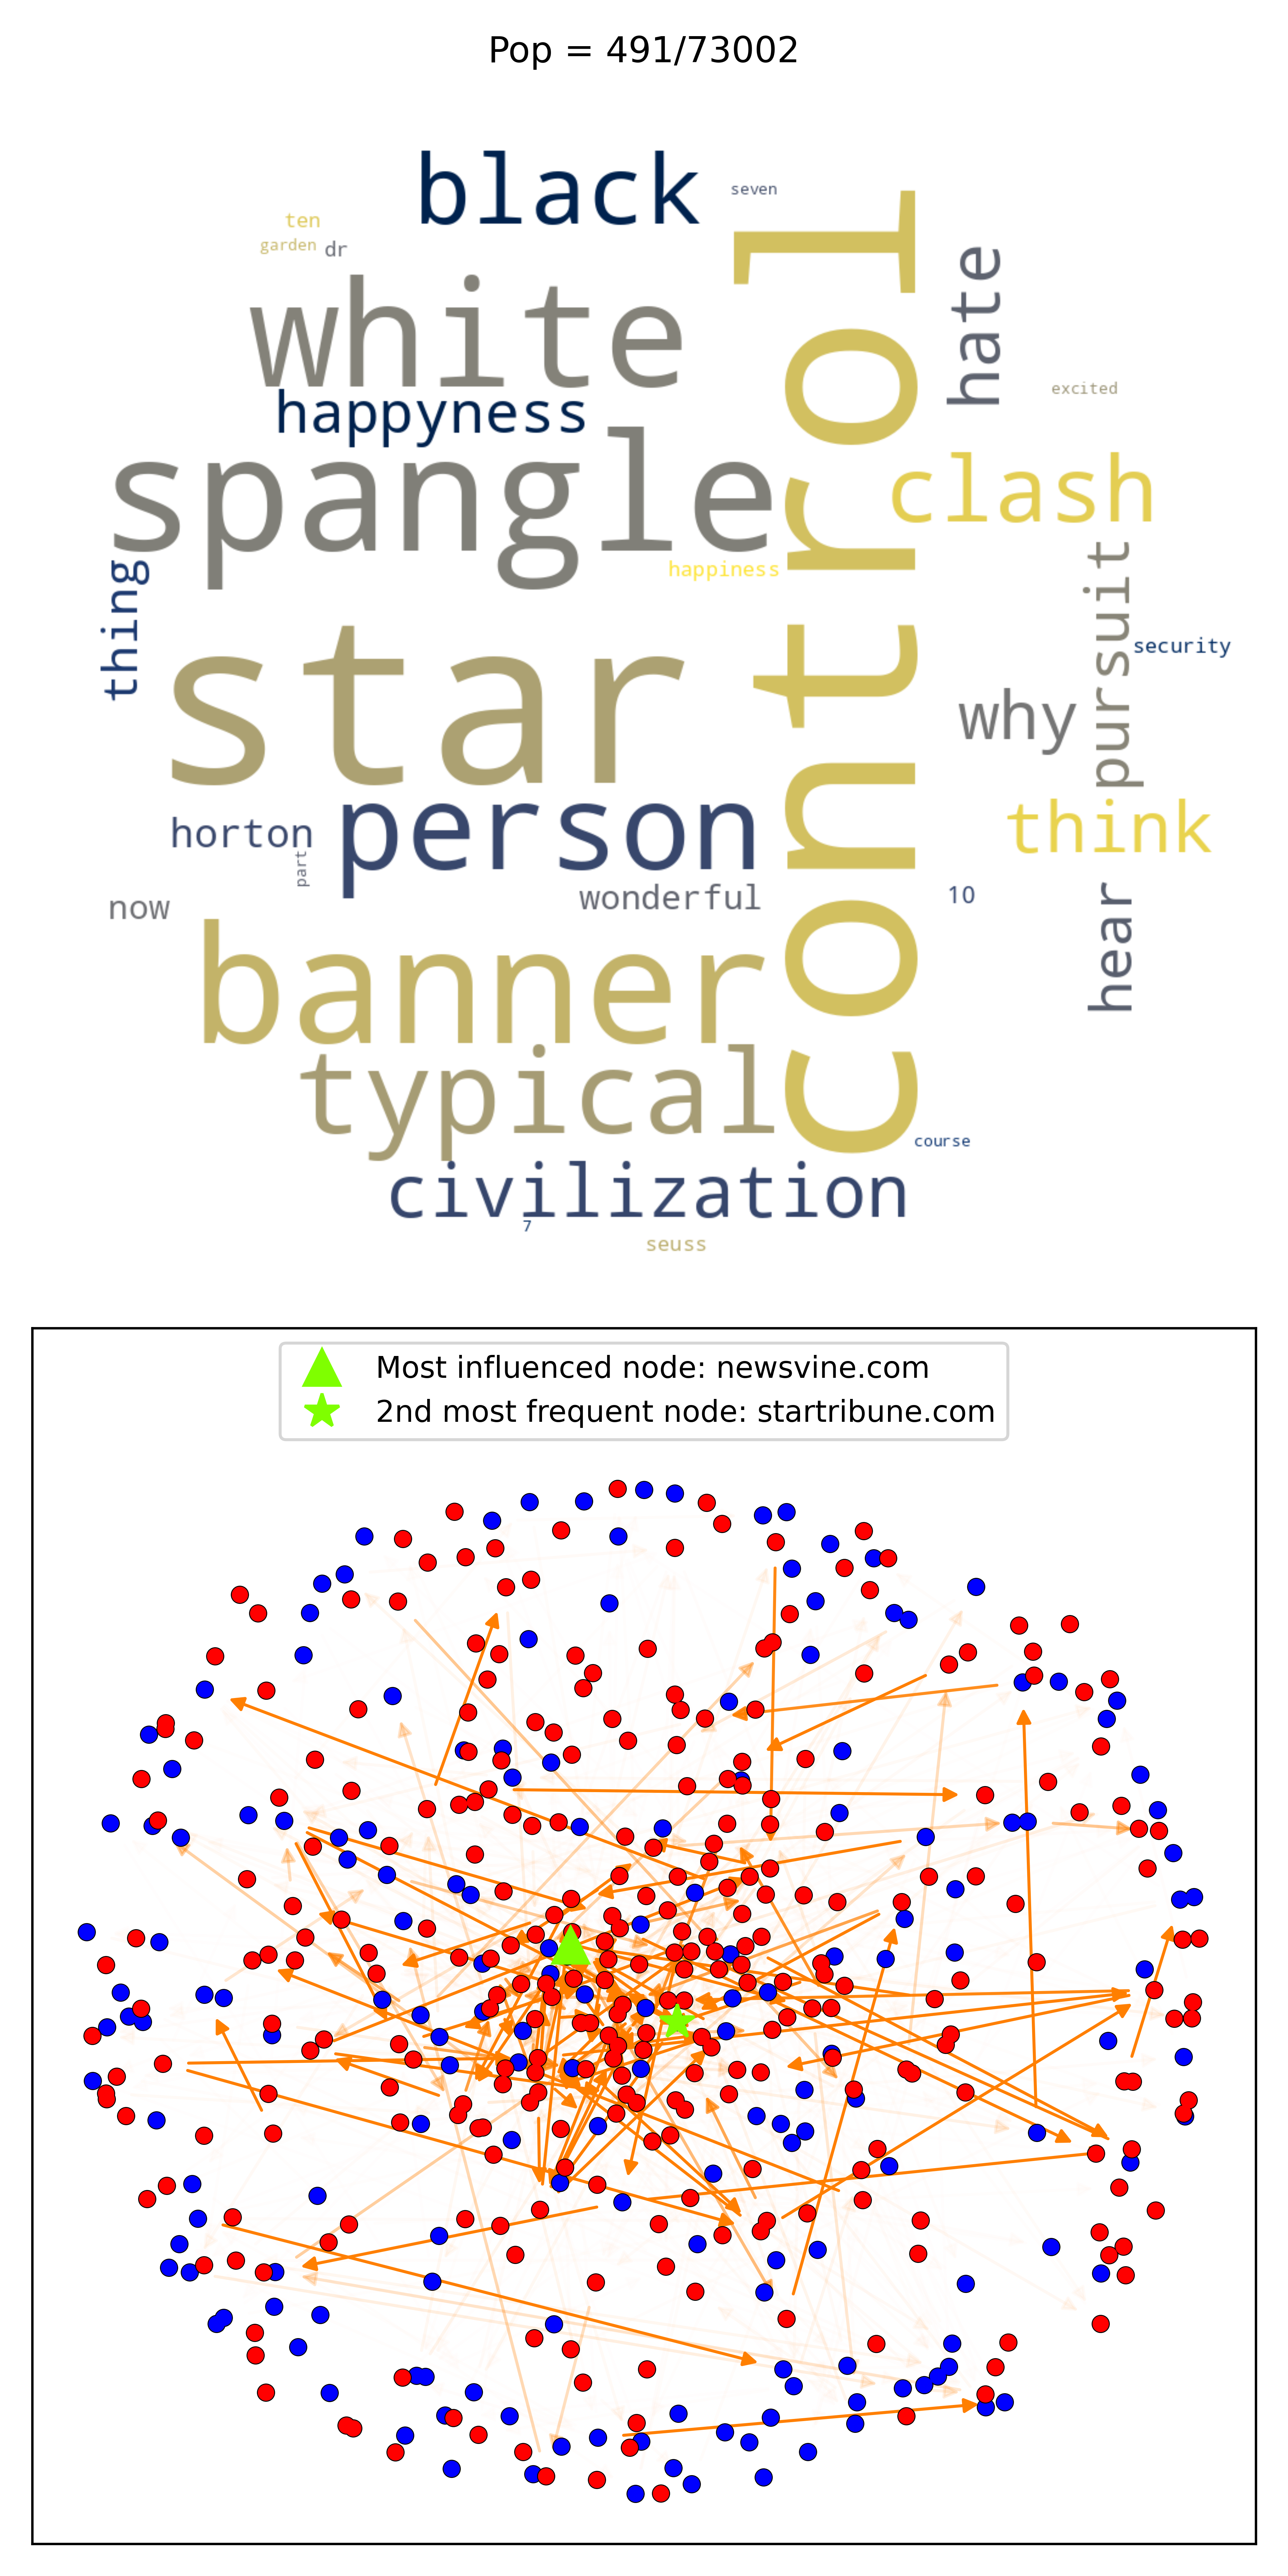 Pop = 491/73002
black
seven
ten
garden
dr
control
hate
white
excited
happyness
spangle
clash
happiness
thing
pursuit
star
security
why
person
horton
part
think
wonderful
10
now
hear
banner
typical
course
civilization
7
seuss
Most influenced node: newsvine.com
2nd most frequent node: startribune.com